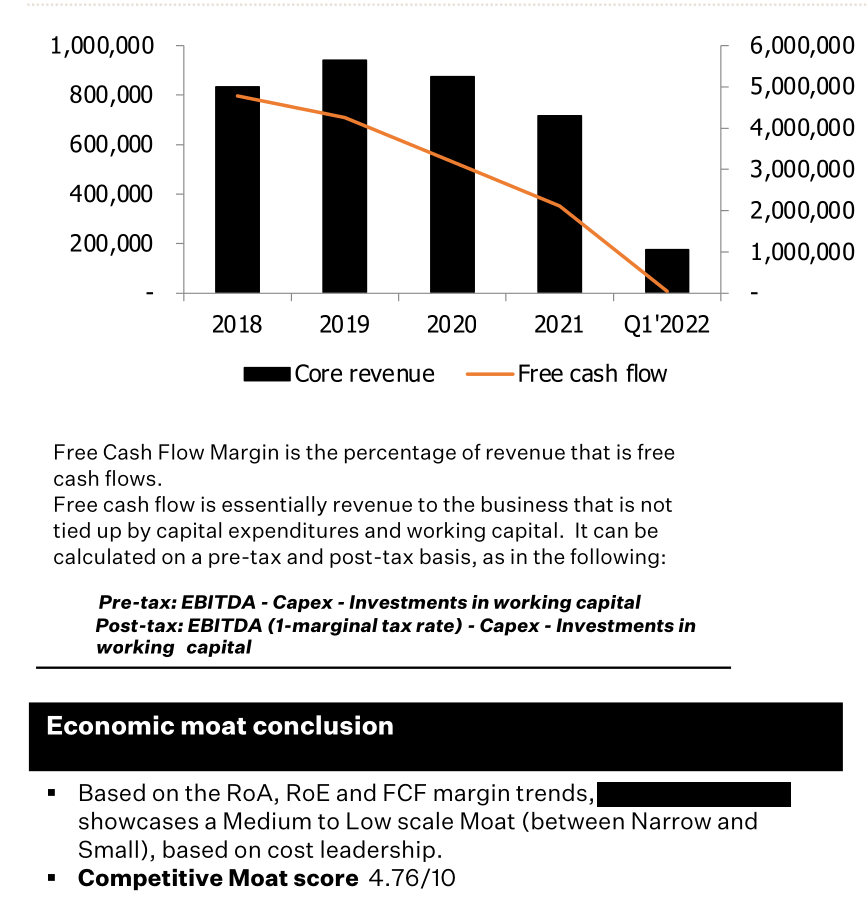 1,000,000
800,000
600,000
400,000
200,000
-
6,000,000
5,000,000
4,000,000
3,000,000
2,000,000
1,000,000
-
2018 2019 2020 2021 Q1'2022
Core revenue Free cash flow
Free Cash Flow Margin is the percentage of revenue that is free
cash flows.
Free cash flow is essentially revenue to the business that is not
tied up by capital expenditures and working capital. It can be
calculated on a pre-tax and post-tax basis, as in the following:
Pre-tax: EBITDA - Capex - Investments in working capital
Post-tax: EBITDA (1-marginal tax rate) - Capex - Investments in
working capital
Economic moat conclusion
▪ Based on the RoA, RoE and FCF margin trends,
showcases a Medium to Low scale Moat (between Narrow and
Small), based on cost leadership.
▪ Competitive Moat score 4.76/10